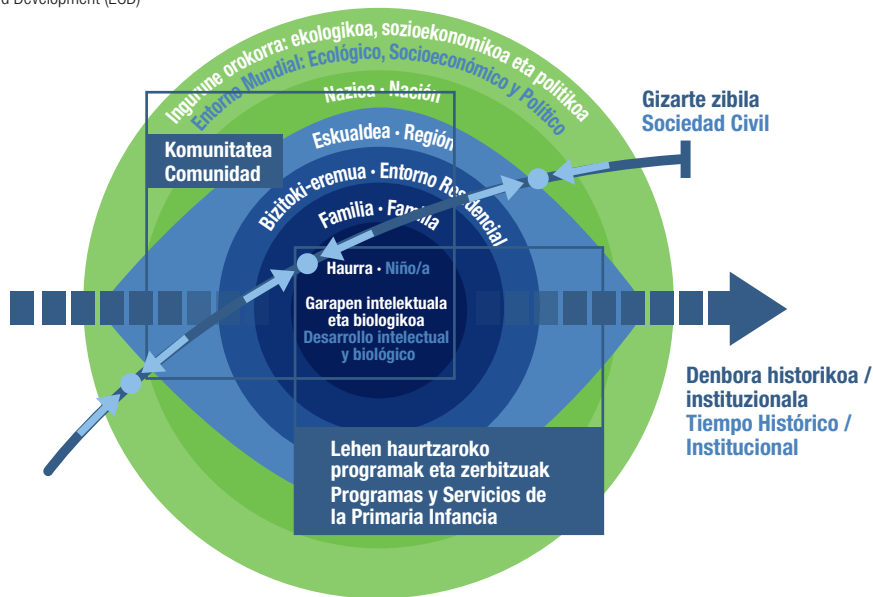 d Development (ECD)
Ingurune orokorra: ekologikoa, sozioekonomikoa eta politikoa
Entorno Mundial: Ecológico, Socioeconómico y Político
Nazioa · Nación
Eskualdea · Región
Bizitoki-eremua · Entorno Residencial
Familia · Familia
Komunitatea
Comunidad
Gizarte zibila
Sociedad Civil
Haurra · Niño/a
Garapen intelektuala
eta biologikoa
Desarrollo intelectual
y biológico
Denbora historikoa /
instituzionala
Tiempo Histórico /
Institucional
Lehen haurtzaroko
programak eta zerbitzuak
Programas y Servicios de
la Primaria Infancia